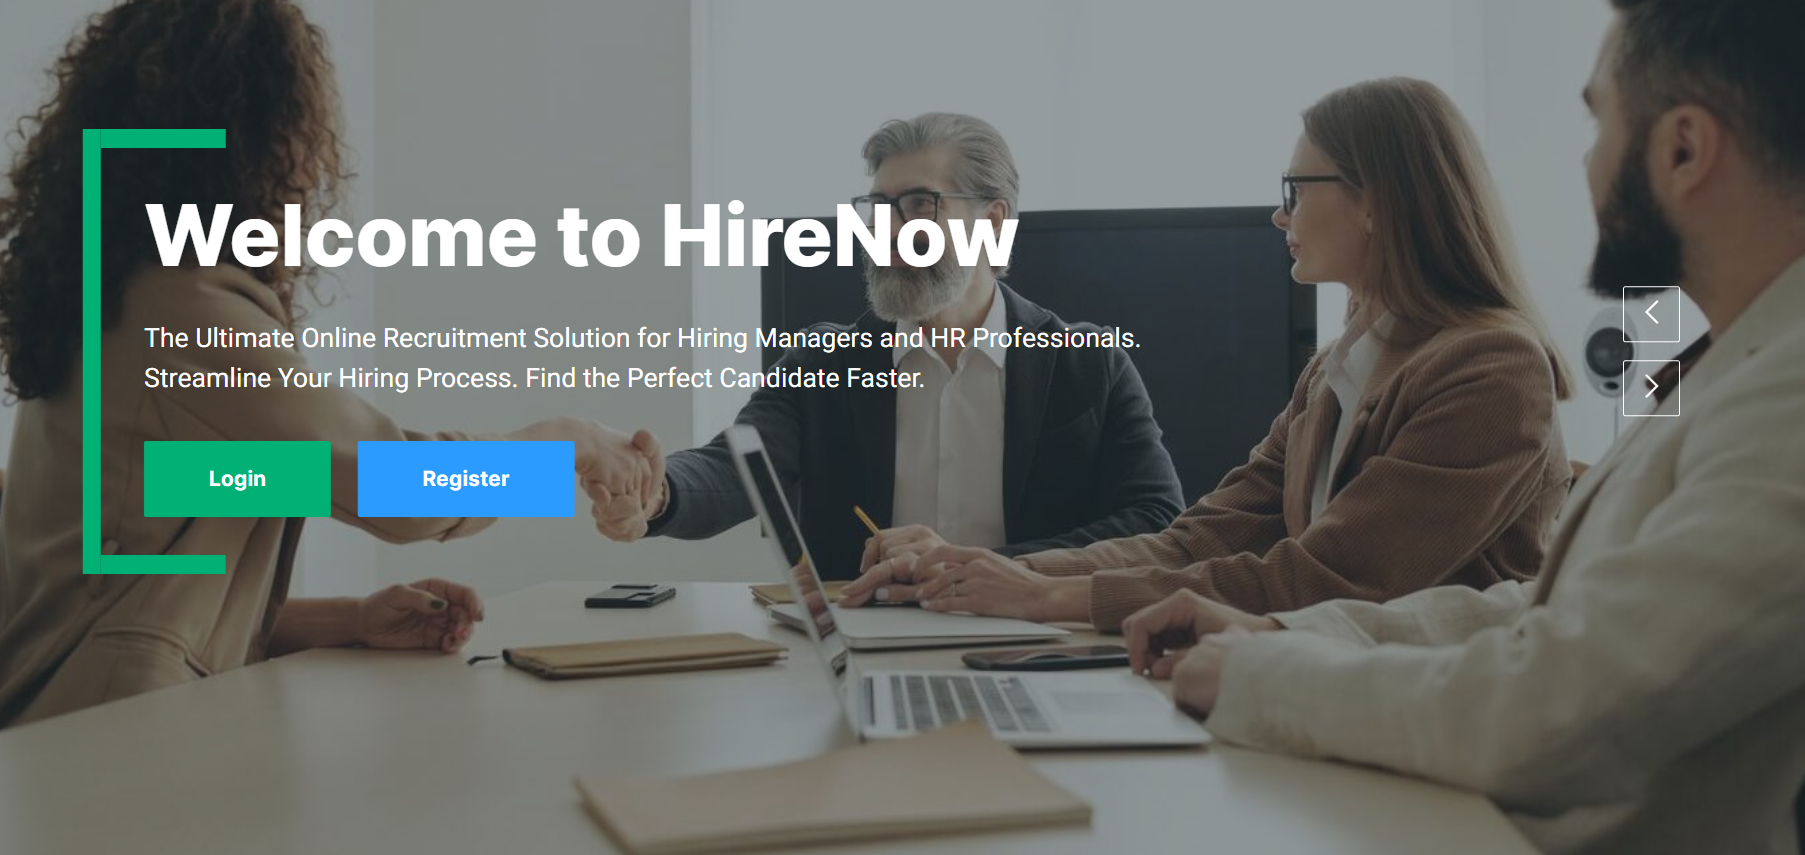 Welcome to HireNow
The Ultimate Online Recruitment Solution for Hiring Managers and HR Professionals.
Streamline Your Hiring Process. Find the Perfect Candidate Faster.
Login
Register